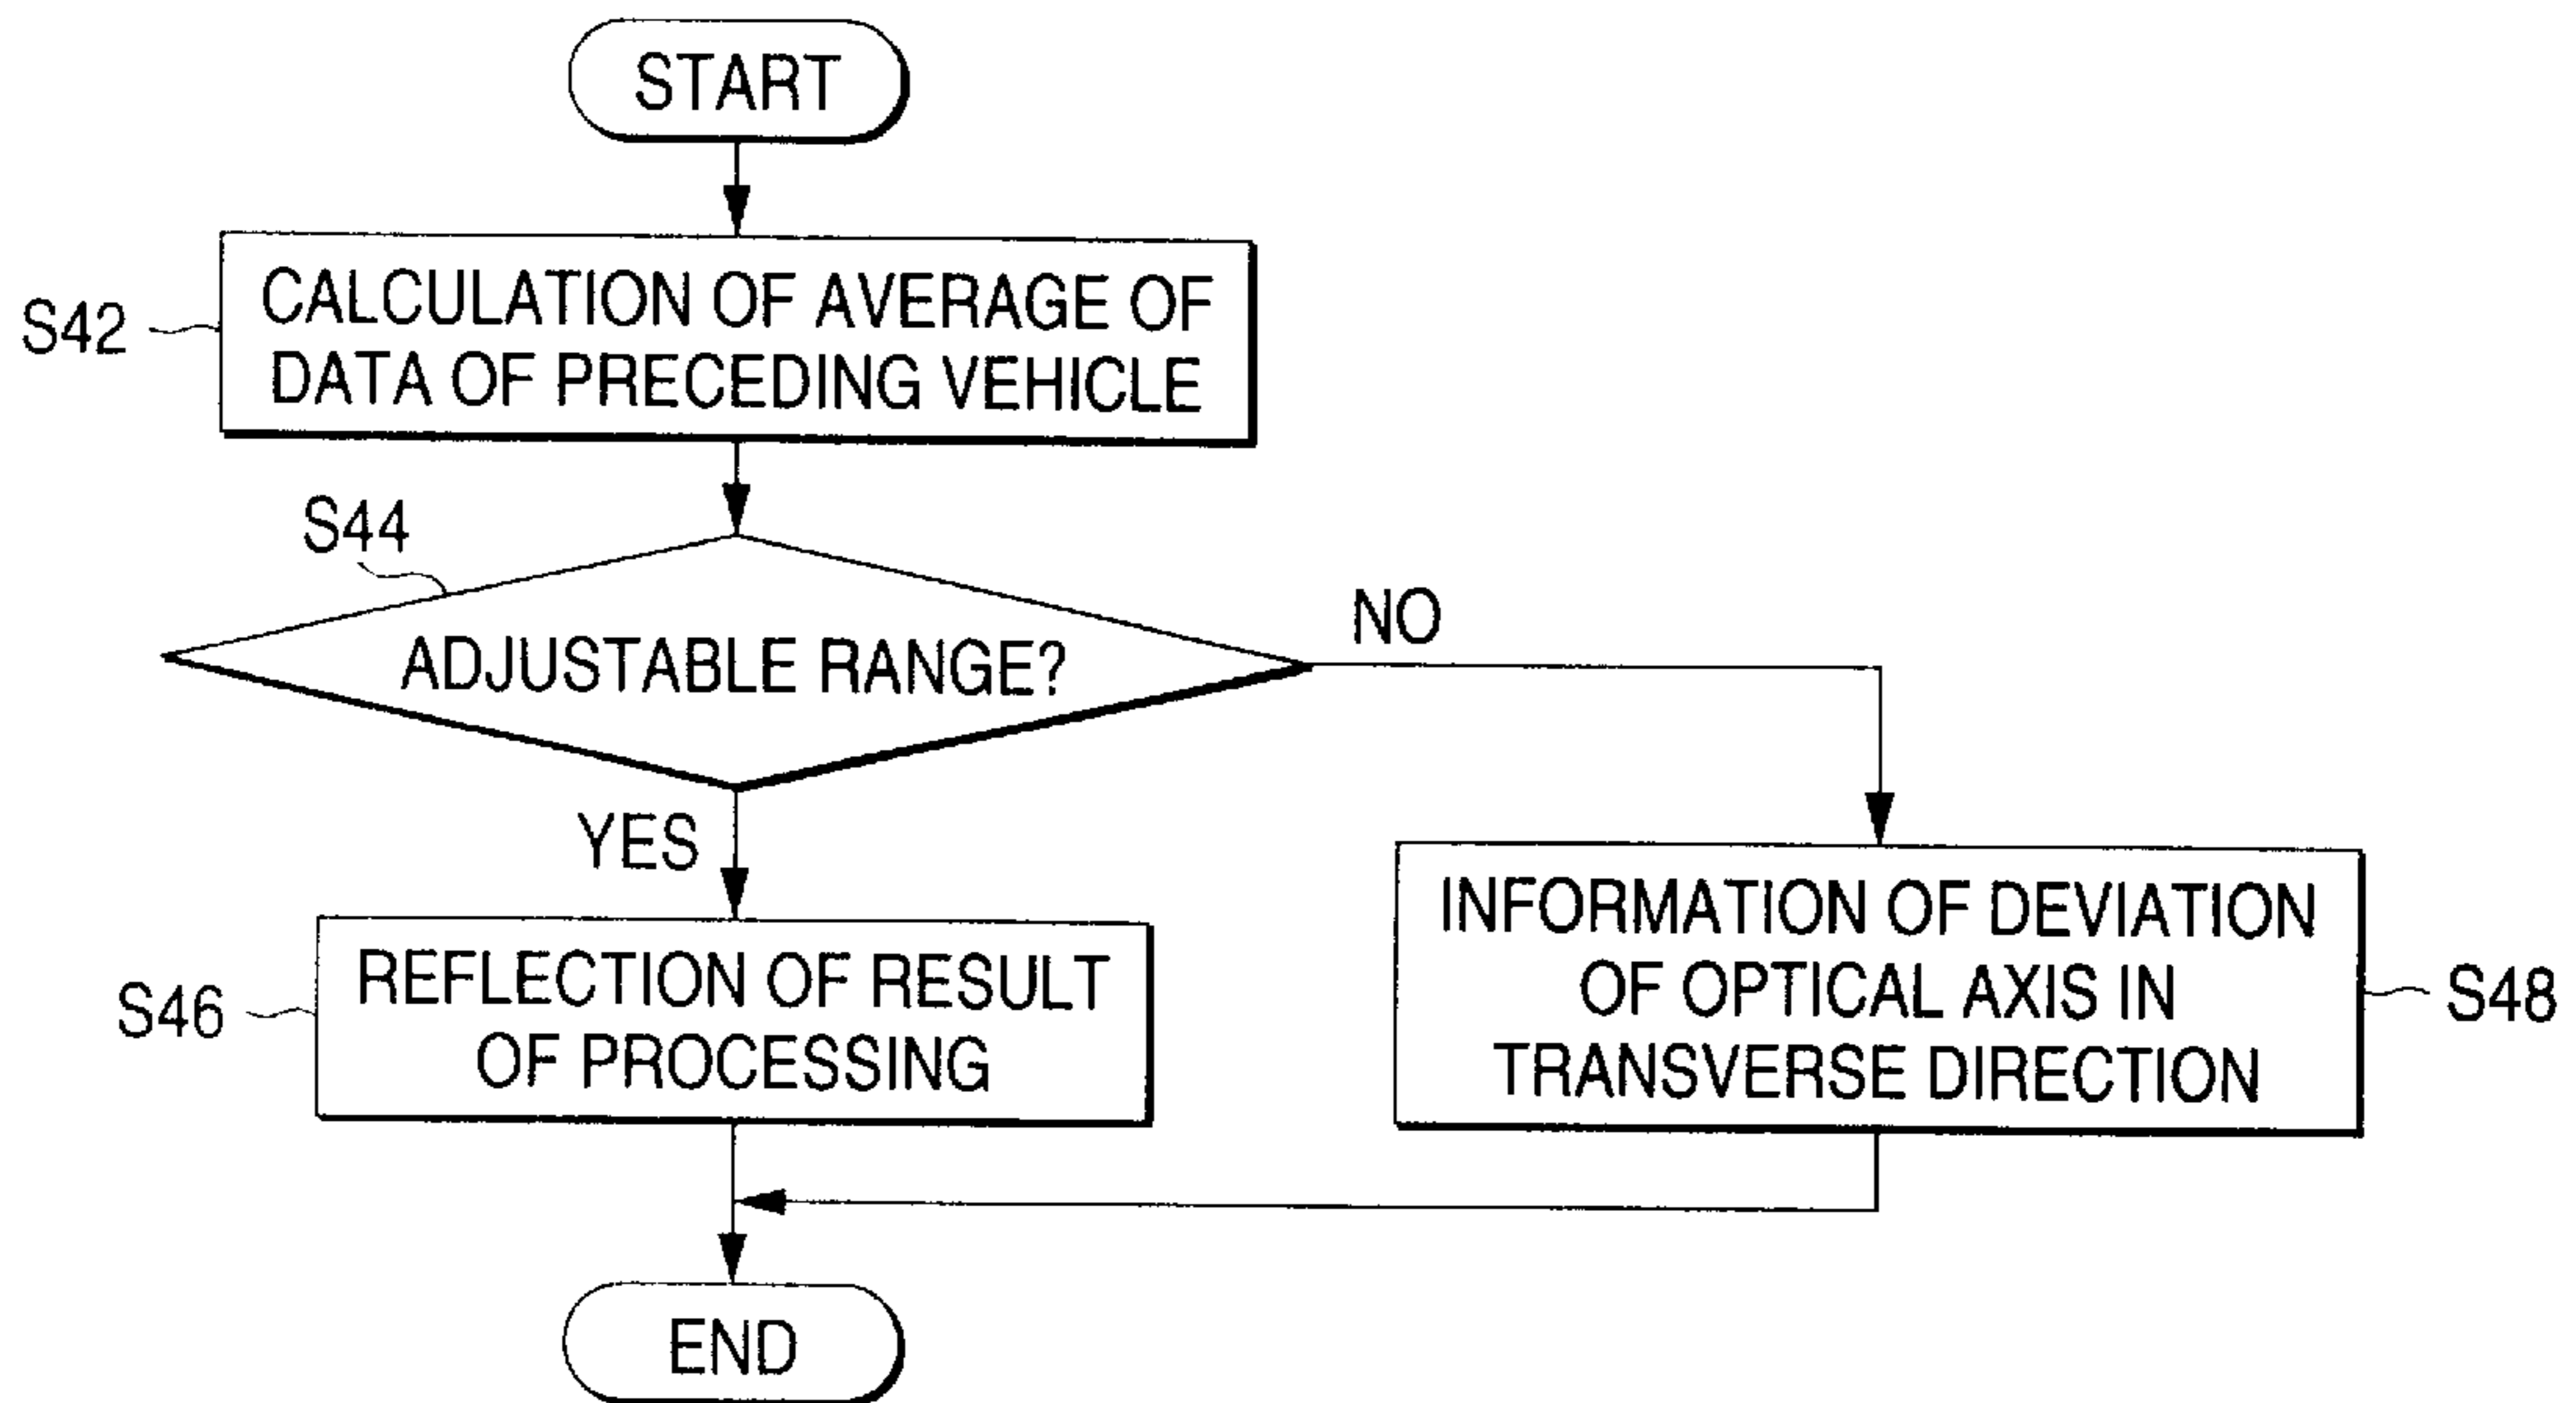 START
S42
CALCULATION OF AVERAGE OF
DATA OF PRECEDING VEHICLE
S44
ADJUSTABLE RANGE?
NO
YES
S46
REFLECTION OF RESULT
OF PROCESSING
INFORMATION OF DEVIATION
OF OPTICAL AXIS IN
TRANSVERSE DIRECTION
S48
END